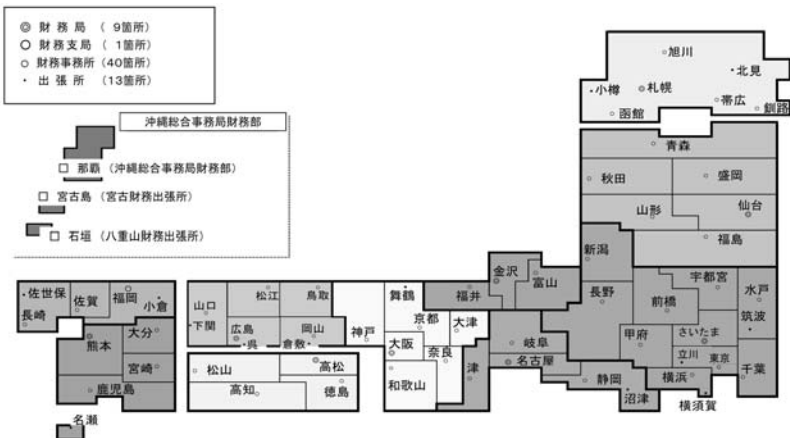 ◎ 財務局 ( 9箇所)
○ 財務支局 ( 1箇所)
○ 財務事務所 (40箇所)
・ 出張所 (13箇所)
沖縄総合事務局財務部
□ 那覇 (沖縄総合事務局財務部)
□ 宮古島 (宮古財務出張所)
□ 石垣 (八重山財務出張所)
旭川
・北見
・小樽
札幌
帯広
釧路
函館
青森
秋田
盛岡
山形
仙台
福島
新潟
金沢
富山
福井
長野
宇都宮
水戸
前橋
筑波
甲府
さいたま
立川
東京
千葉
横浜
横須賀
岐阜
名古屋
静岡
沼津
津
舞鶴
京都
大津
神戸
大阪
奈良
和歌山
松江
鳥取
山口
・下関
広島
・呉
岡山
倉敷・
松山
高松
高知
徳島
・佐世保
福岡
小倉
佐賀
長崎
大分
熊本
宮崎
鹿児島
名瀬